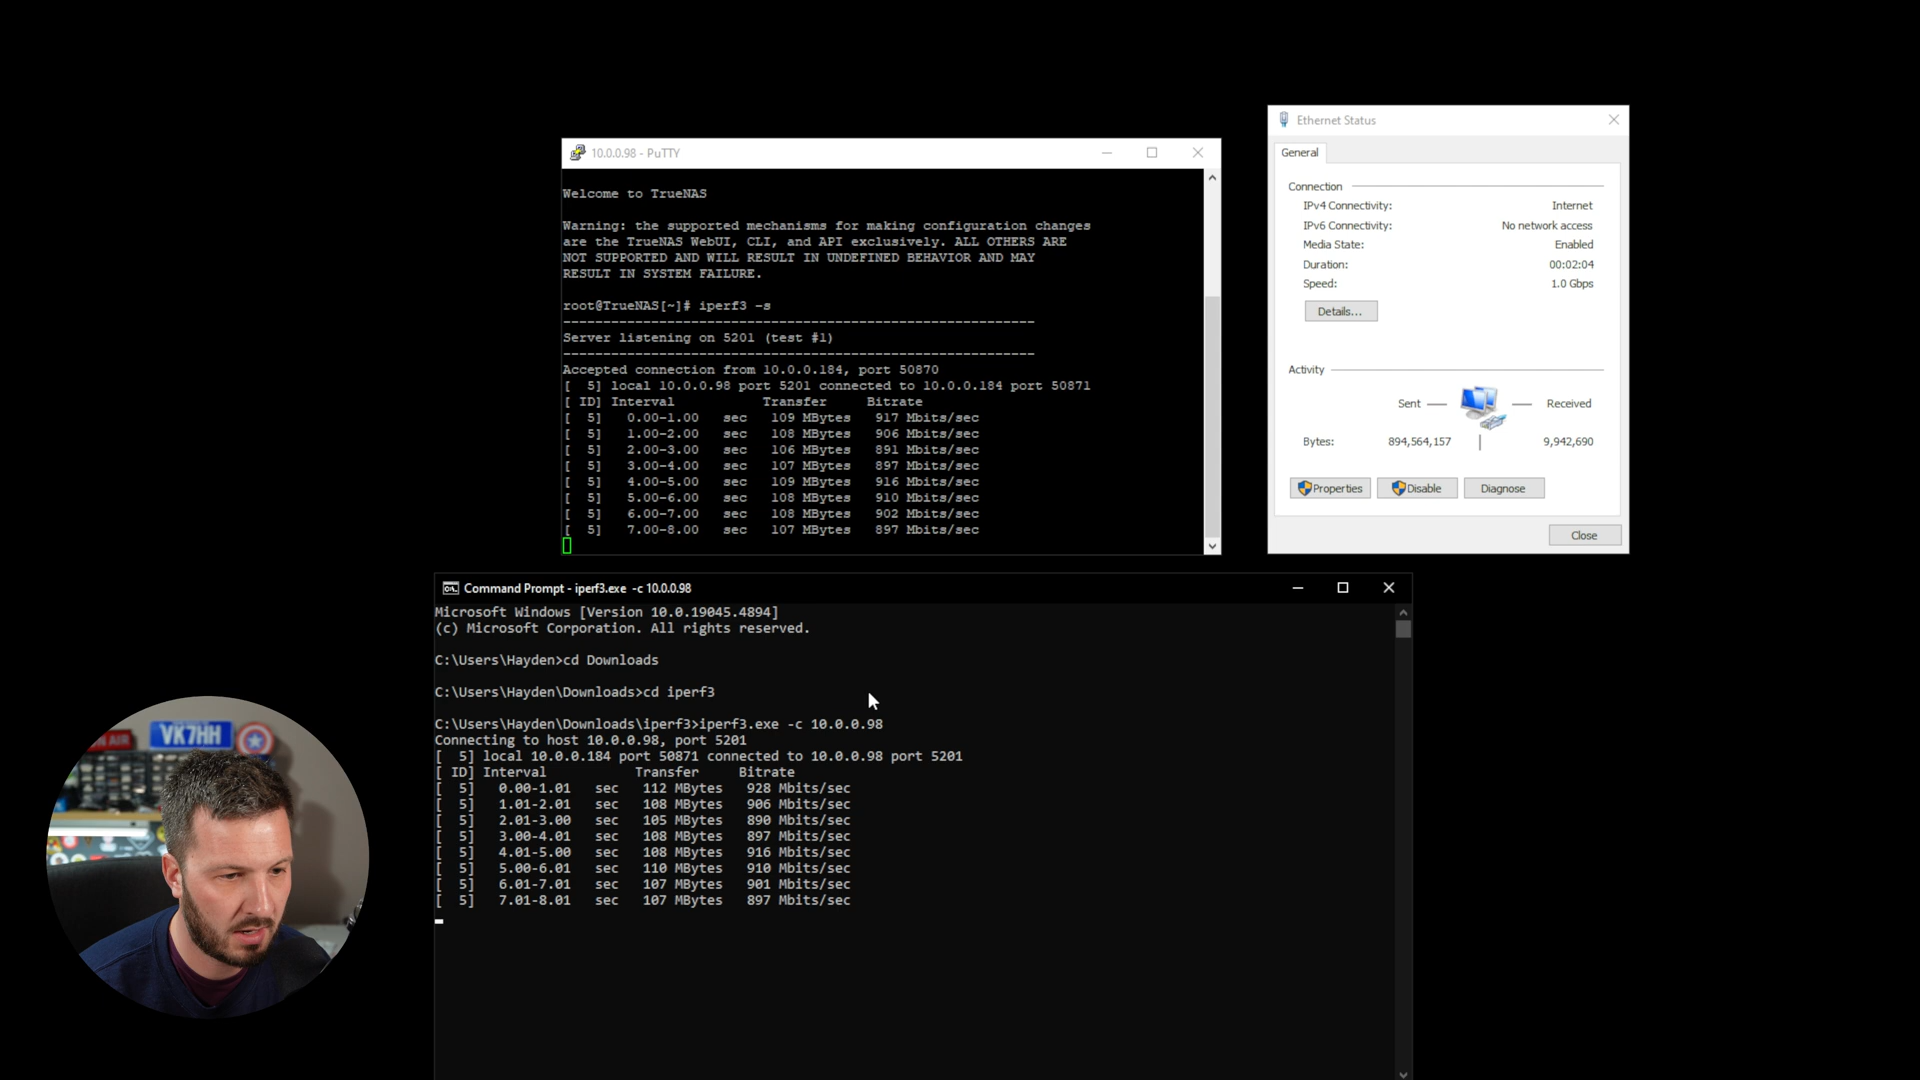 10.0.0.98 - PuTTY
Welcome to TrueNAS
Warning: the supported mechanisms for making configuration changes
are the TrueNAS WebUI, CLI, and API exclusively. ALL OTHERS ARE
NOT SUPPORTED AND WILL RESULT IN UNDEFINED BEHAVIOR AND MAY
RESULT IN SYSTEM FAILURE.
root@TrueNAS[~]# iperf3 -s
-----------------------------------------------------------
Server listening on 5201 (test #1)
-----------------------------------------------------------
Accepted connection from 10.0.0.184, port 50870
[  5] local 10.0.0.98 port 5201 connected to 10.0.0.184 port 50871
[ ID] Interval           Transfer     Bitrate
[  5]   0.00-1.00   sec   109 MBytes   917 Mbits/sec
[  5]   1.00-2.00   sec   108 MBytes   906 Mbits/sec
[  5]   2.00-3.00   sec   106 MBytes   891 Mbits/sec
[  5]   3.00-4.00   sec   107 MBytes   897 Mbits/sec
[  5]   4.00-5.00   sec   109 MBytes   916 Mbits/sec
[  5]   5.00-6.00   sec   108 MBytes   910 Mbits/sec
[  5]   6.00-7.00   sec   108 MBytes   902 Mbits/sec
[  5]   7.00-8.00   sec   107 MBytes   897 Mbits/sec
Ethernet Status
General
Connection
IPv4 Connectivity: Internet
IPv6 Connectivity: No network access
Media State: Enabled
Duration: 00:02:04
Speed: 1.0 Gbps
Details...
Activity
Sent — — Received
Bytes: 894,564,157 | 9,942,690
Properties Disable Diagnose
Close
Command Prompt - iperf3.exe -c 10.0.0.98
Microsoft Windows [Version 10.0.19045.4894]
(c) Microsoft Corporation. All rights reserved.
C:\Users\Hayden>cd Downloads
C:\Users\Hayden\Downloads>cd iperf3
C:\Users\Hayden\Downloads\iperf3>iperf3.exe -c 10.0.0.98
Connecting to host 10.0.0.98, port 5201
[  5] local 10.0.0.184 port 50871 connected to 10.0.0.98 port 5201
[ ID] Interval           Transfer     Bitrate
[  5]   0.00-1.01   sec   112 MBytes   928 Mbits/sec
[  5]   1.01-2.01   sec   108 MBytes   906 Mbits/sec
[  5]   2.01-3.00   sec   105 MBytes   890 Mbits/sec
[  5]   3.00-4.01   sec   108 MBytes   897 Mbits/sec
[  5]   4.01-5.00   sec   108 MBytes   916 Mbits/sec
[  5]   5.00-6.01   sec   110 MBytes   910 Mbits/sec
[  5]   6.01-7.01   sec   107 MBytes   901 Mbits/sec
[  5]   7.01-8.01   sec   107 MBytes   897 Mbits/sec
AIR
VK7HH